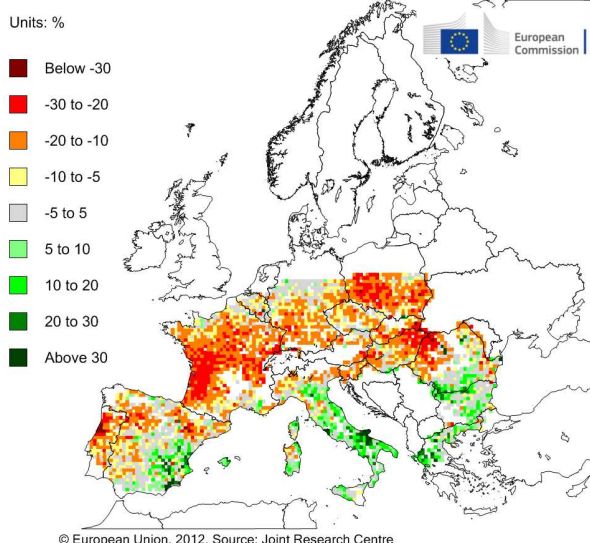 Units: %
European
Commission
Below -30
-30 to -20
-20 to -10
-10 to -5
-5 to 5
5 to 10
10 to 20
20 to 30
Above 30
© European Union, 2012. Source: Joint Research Centre